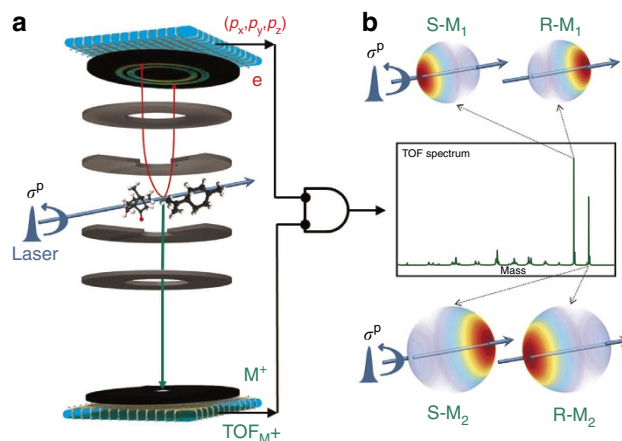 a
(px,py,pz)
e
σp
Laser
M+
TOFM+
b
S-M1
R-M1
σp
TOF spectrum
Mass
σp
S-M2
R-M2